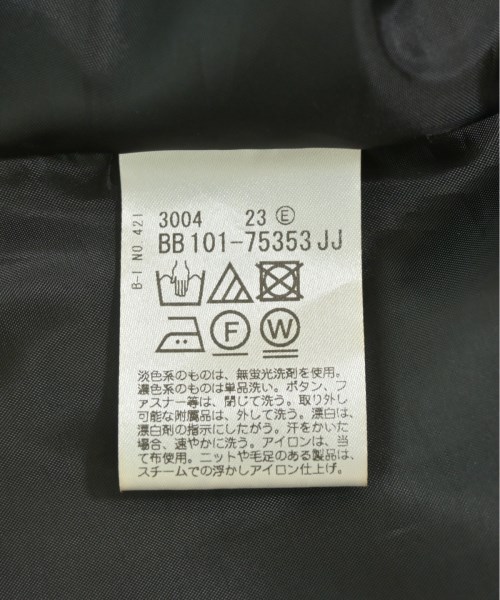 B-1 NO.421
3004 23 Ⓔ
BB101-75353JJ
F W
淡色系のものは、無蛍光洗剤を使用。
濃色系のものは単品洗い。ボタン、フ
ァスナー等は、閉じて洗う。取り外し
可能な附属品は、外して洗う。漂白は、
漂白剤の指示にしたがう。汗をかいた
場合、速やかに洗う。アイロンは、当
て布使用。ニットや毛足のある製品は、
スチームでの浮かしアイロン仕上げ。